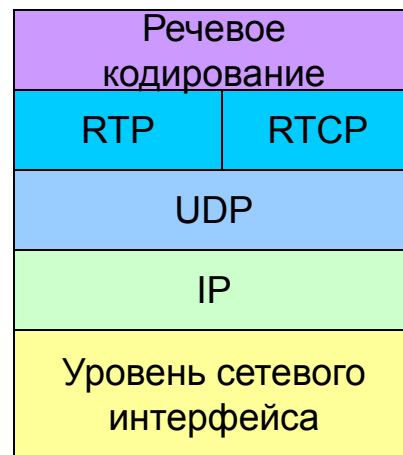 Речевое
кодирование
RTP RTCP
UDP
IP
Уровень сетевого
интерфейса